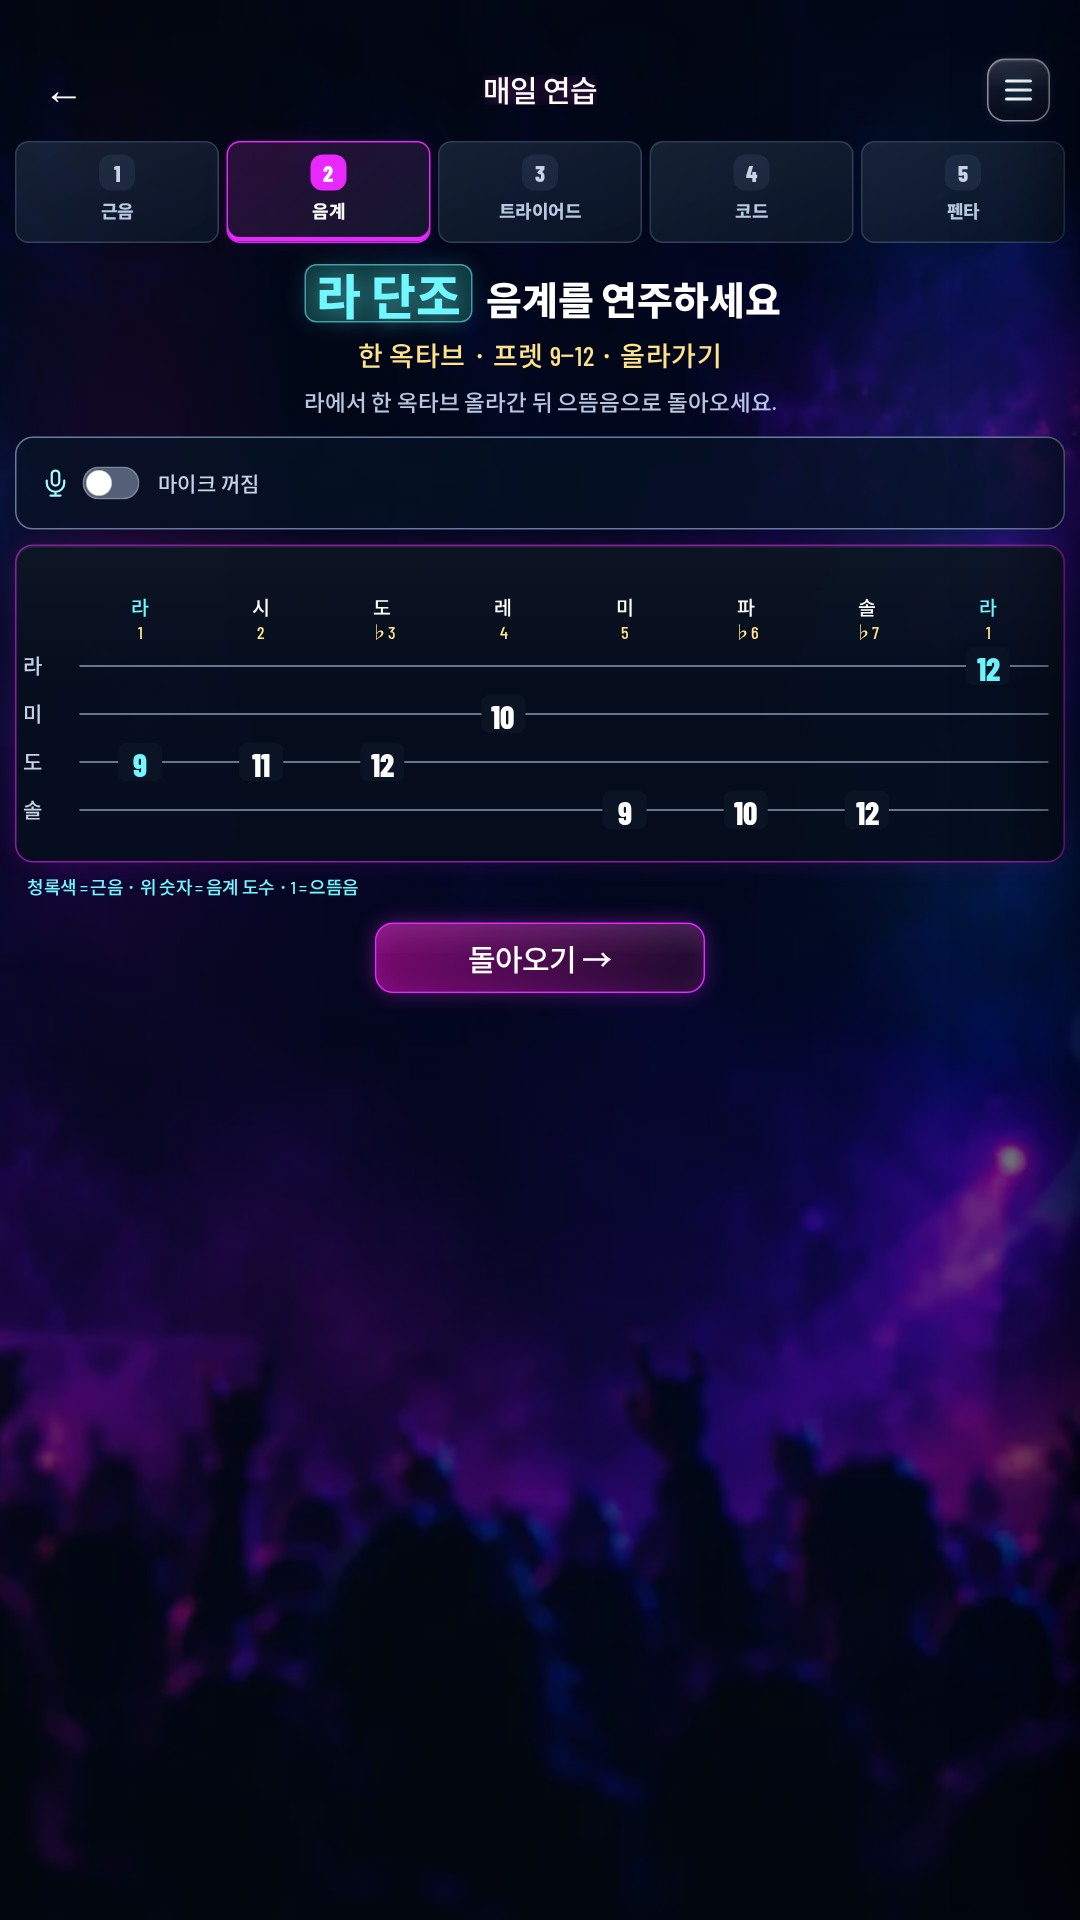 ←
매일 연습
1
근음
2
음계
3
트라이어드
4
코드
5
펜타
라 단조 음계를 연주하세요
한 옥타브 · 프렛 9–12 · 올라가기
라에서 한 옥타브 올라간 뒤 으뜸음으로 돌아오세요.
마이크 꺼짐
라 시 도 레 미 파 솔 라
1 2 ♭3 4 5 ♭6 ♭7 1
라 12
미 10
도 9 11 12
솔 9 10 12
청록색=근음 · 위 숫자=음계 도수 · 1=으뜸음
돌아오기 →